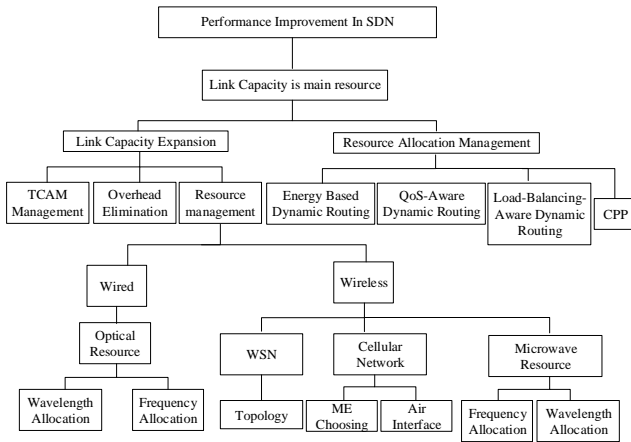 Performance Improvement In SDN
Link Capacity is main resource
Link Capacity Expansion
Resource Allocation Management
TCAM
Management
Overhead
Elimination
Resource
management
Energy Based
Dynamic Routing
QoS-Aware
Dynamic Routing
Load-Balancing-
Aware Dynamic
Routing
CPP
Wired
Wireless
Optical
Resource
WSN
Cellular
Network
Microwave
Resource
Wavelength
Allocation
Frequency
Allocation
Topology
ME
Choosing
Air
Interface
Frequency
Allocation
Wavelength
Allocation